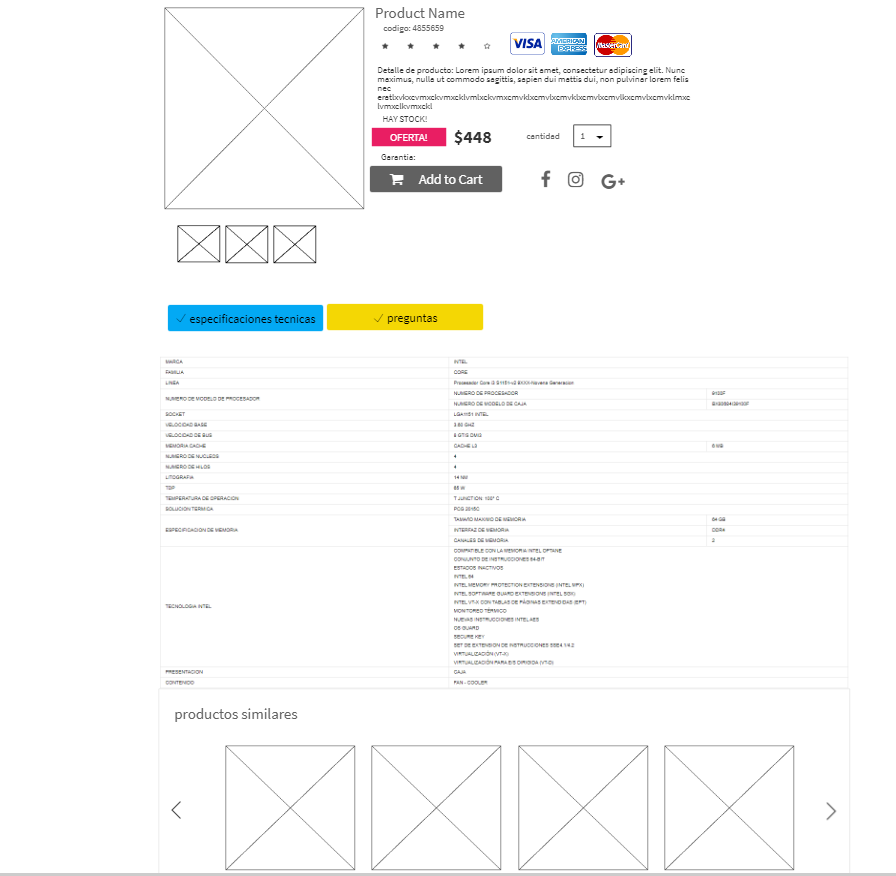 Product Name
codigo: 4855659
VISA
AMERICAN EXPRESS
MasterCard
Detalle de producto: Lorem ipsum dolor sit amet, consectetur adipiscing elit. Nunc
maximus, nulla ut commodo sagittis, sapien dui mattis dui, non pulvinar lorem felis
nec
HAY STOCK!
OFERTA! $448 cantidad 1
Garantia:
Add to Cart
✓ especificaciones tecnicas ✓ preguntas
MARCA INTEL
FAMILIA CORE
LINEA Procesador Core i3 S1151-v2 9XXX-Novena Generacion
NUMERO DE MODELO DE PROCESADOR
NUMERO DE PROCESADOR 9100F
NUMERO DE MODELO DE CAJA
SOCKET LGA1151 INTEL
VELOCIDAD BASE 3.60 GHZ
VELOCIDAD DE BUS 8 GT/S DMI3
MEMORIA CACHE CACHE L3 6 MB
NUMERO DE NUCLEOS 4
NUMERO DE HILOS 4
LITOGRAFIA 14 NM
TDP 65 W
TEMPERATURA DE OPERACION T JUNCTION: 100° C
SOLUCION TERMICA PCG 2015C
ESPECIFICACION DE MEMORIA
TAMAÑO MAXIMO DE MEMORIA 64 GB
INTERFAZ DE MEMORIA DDR4
CANALES DE MEMORIA 2
TECNOLOGIA INTEL
COMPATIBLE CON LA MEMORIA INTEL OPTANE
CONJUNTO DE INSTRUCCIONES 64-BIT
ESTADOS INACTIVOS
INTEL 64
INTEL MEMORY PROTECTION EXTENSIONS (INTEL MPX)
INTEL SOFTWARE GUARD EXTENSIONS (INTEL SGX)
INTEL VT-X CON TABLAS DE PÁGINAS EXTENDIDAS (EPT)
MONITOREO TÉRMICO
NUEVAS INSTRUCCIONES INTEL AES
OS GUARD
SECURE KEY
SET DE EXTENSION DE INSTRUCCIONES SSE4.1/4.2
VIRTUALIZACIÓN (VT-X)
VIRTUALIZACIÓN PARA E/S DIRIGIDA (VT-D)
PRESENTACION CAJA
CONTENIDO FAN - COOLER
productos similares